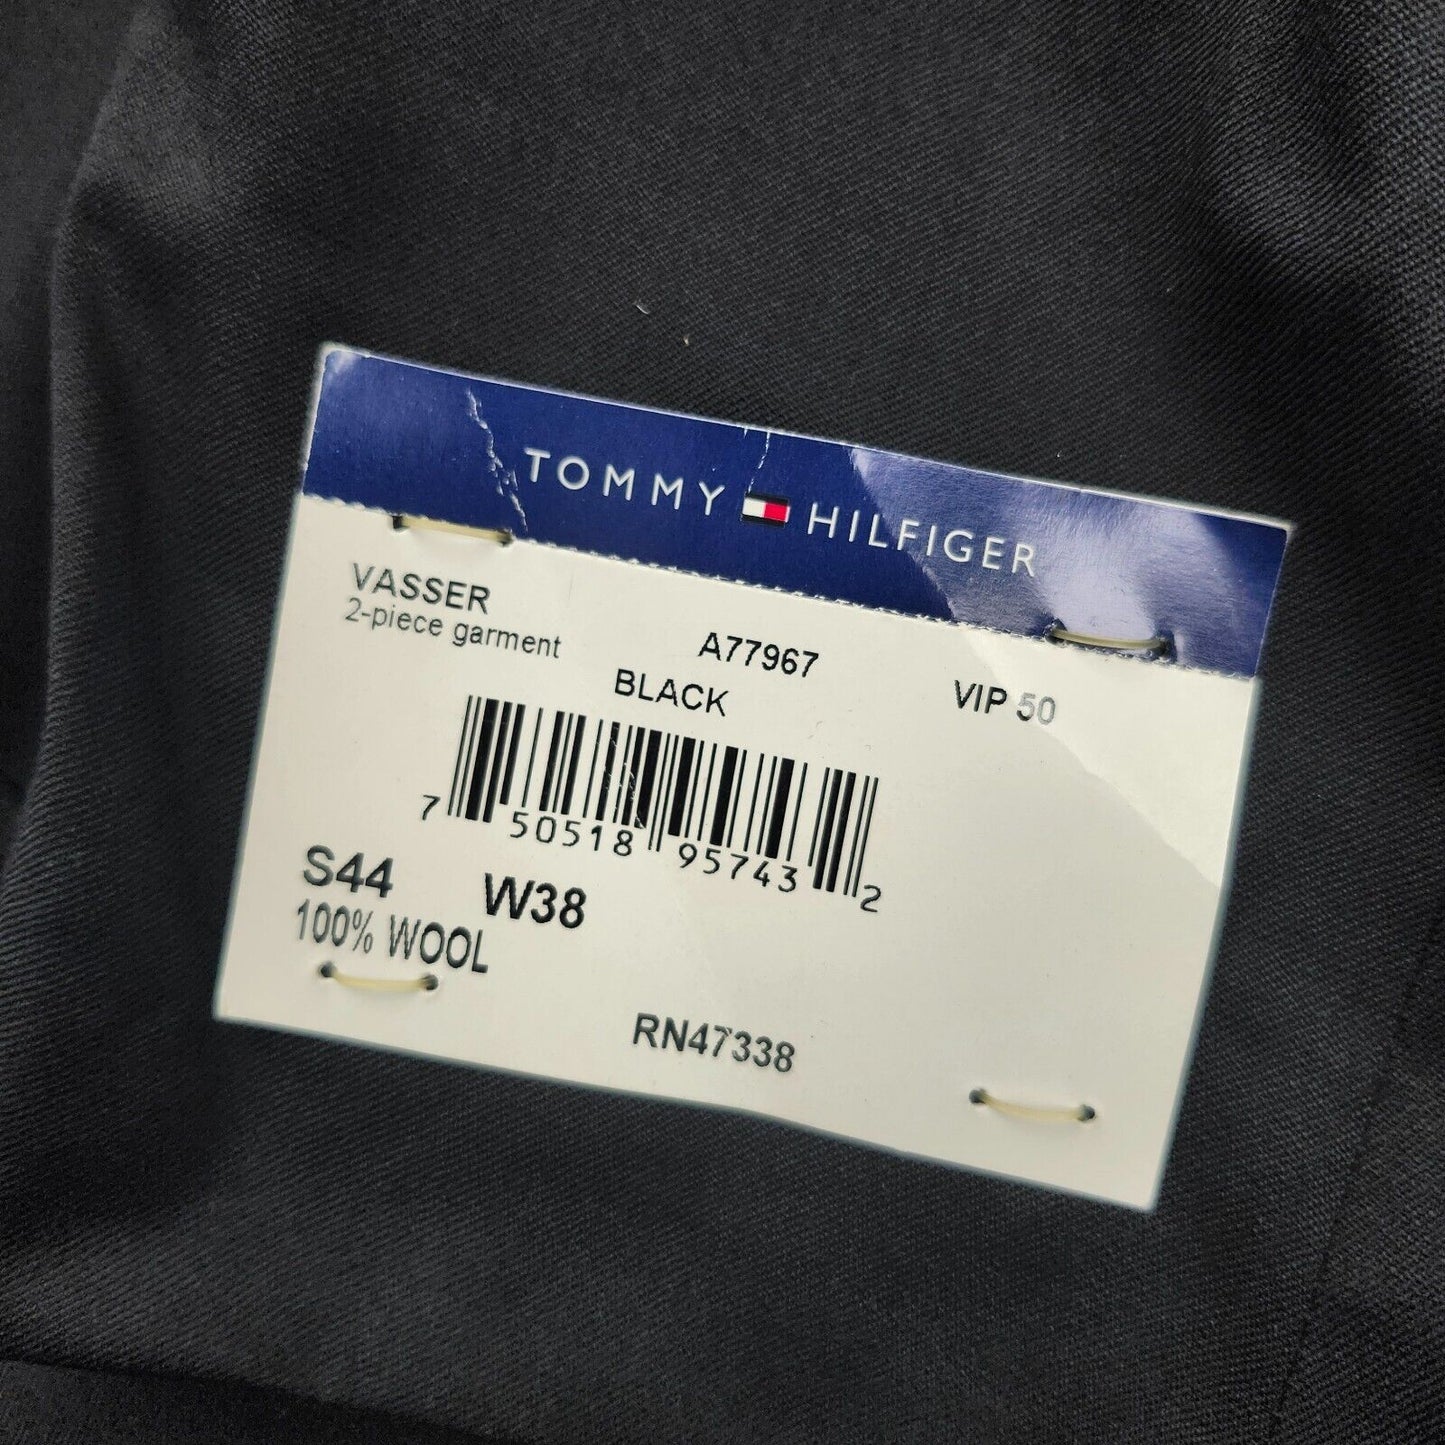 TOMMY HILFIGER
VASSER
2-piece garment
A77967
VIP 50
BLACK
7 50518 95743 2
S44 W38
100% WOOL
RN47338